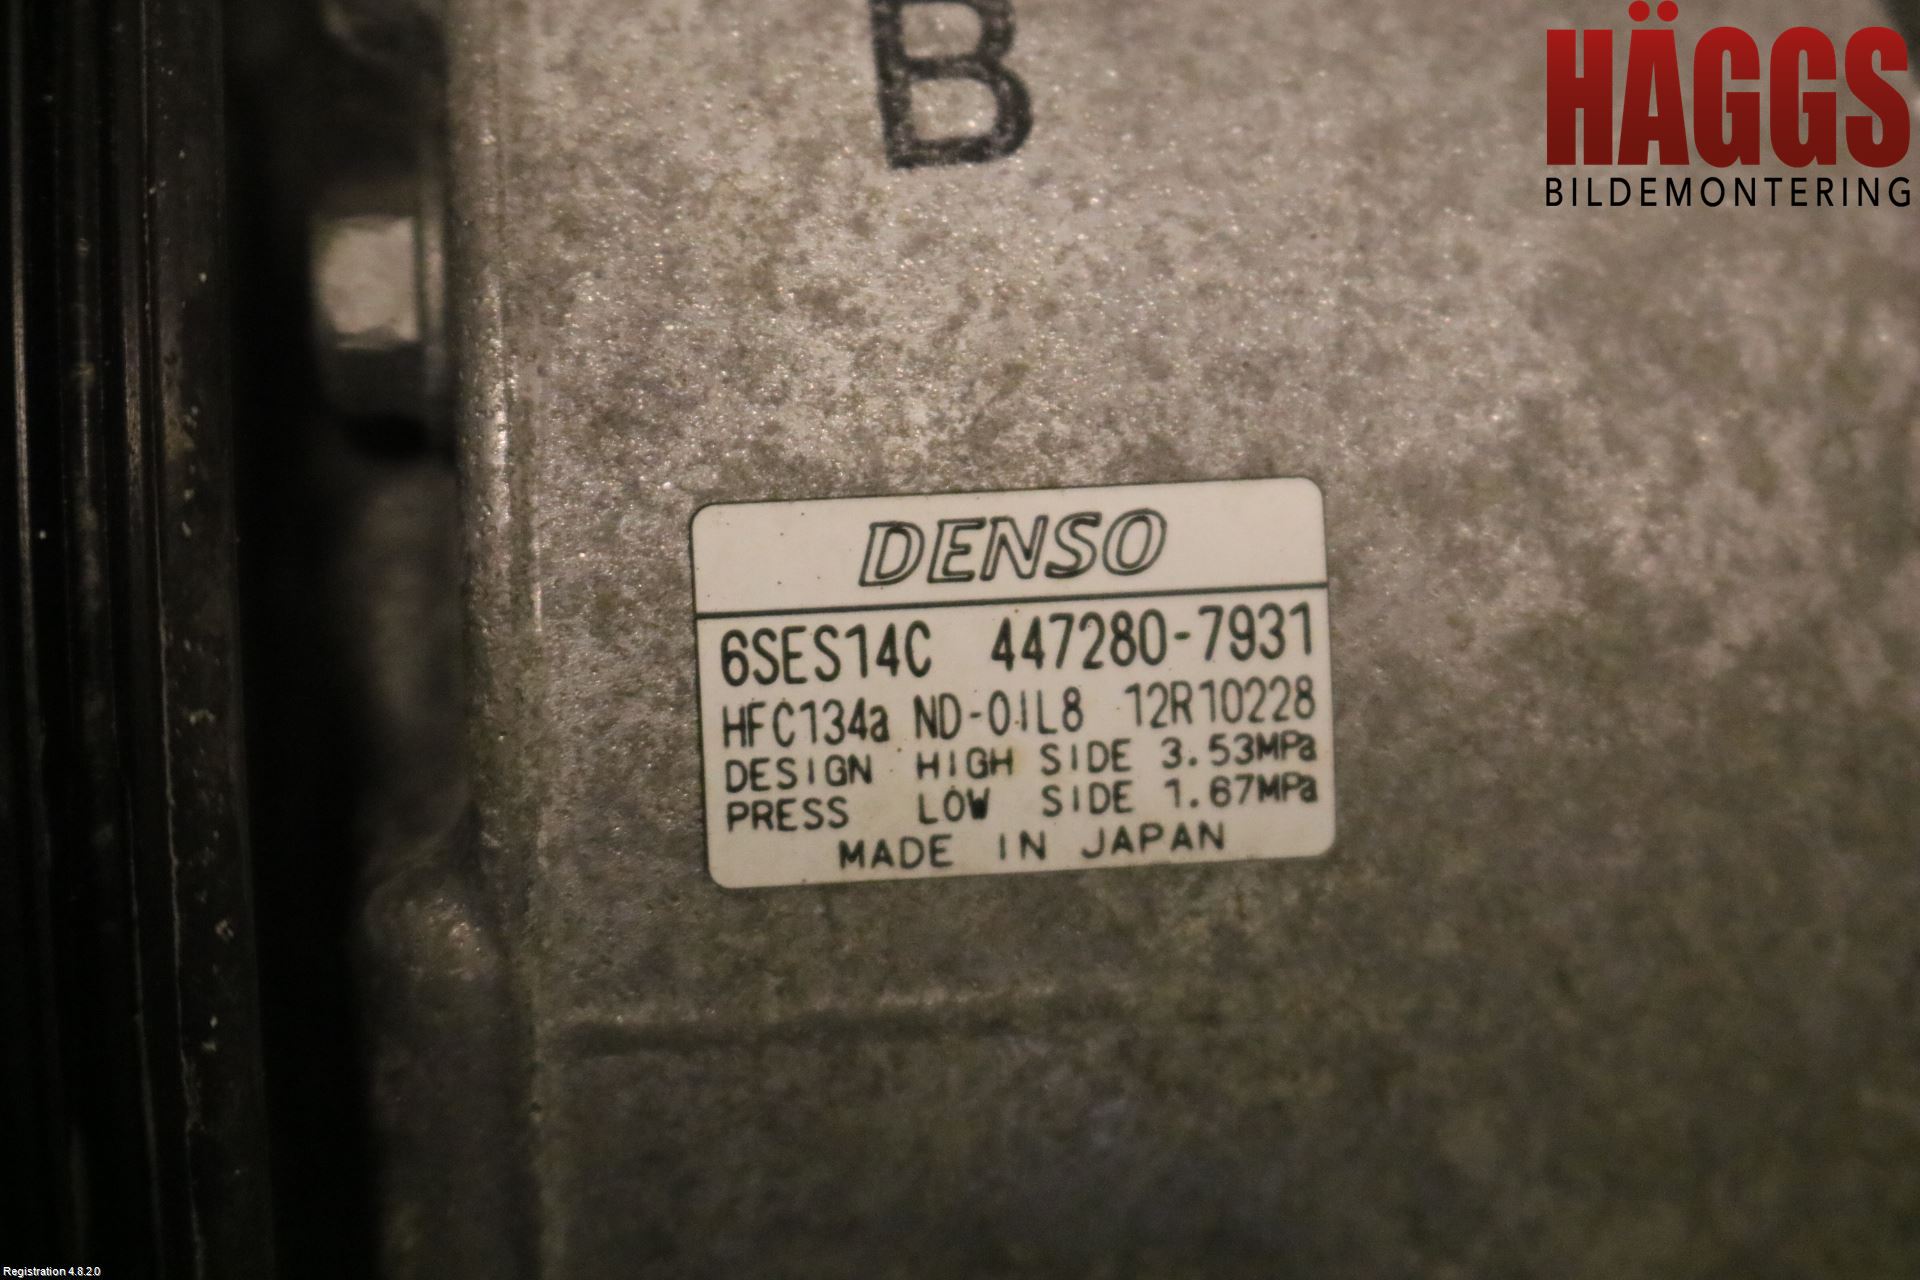 B
HÄGGS
BILDEMONTERING
DENSO
6SES14C 447280-7931
HFC134a ND-OIL8 12R10228
DESIGN HIGH SIDE 3.53MPa
PRESS LOW SIDE 1.67MPa
MADE IN JAPAN
Registration 4.8.2.0